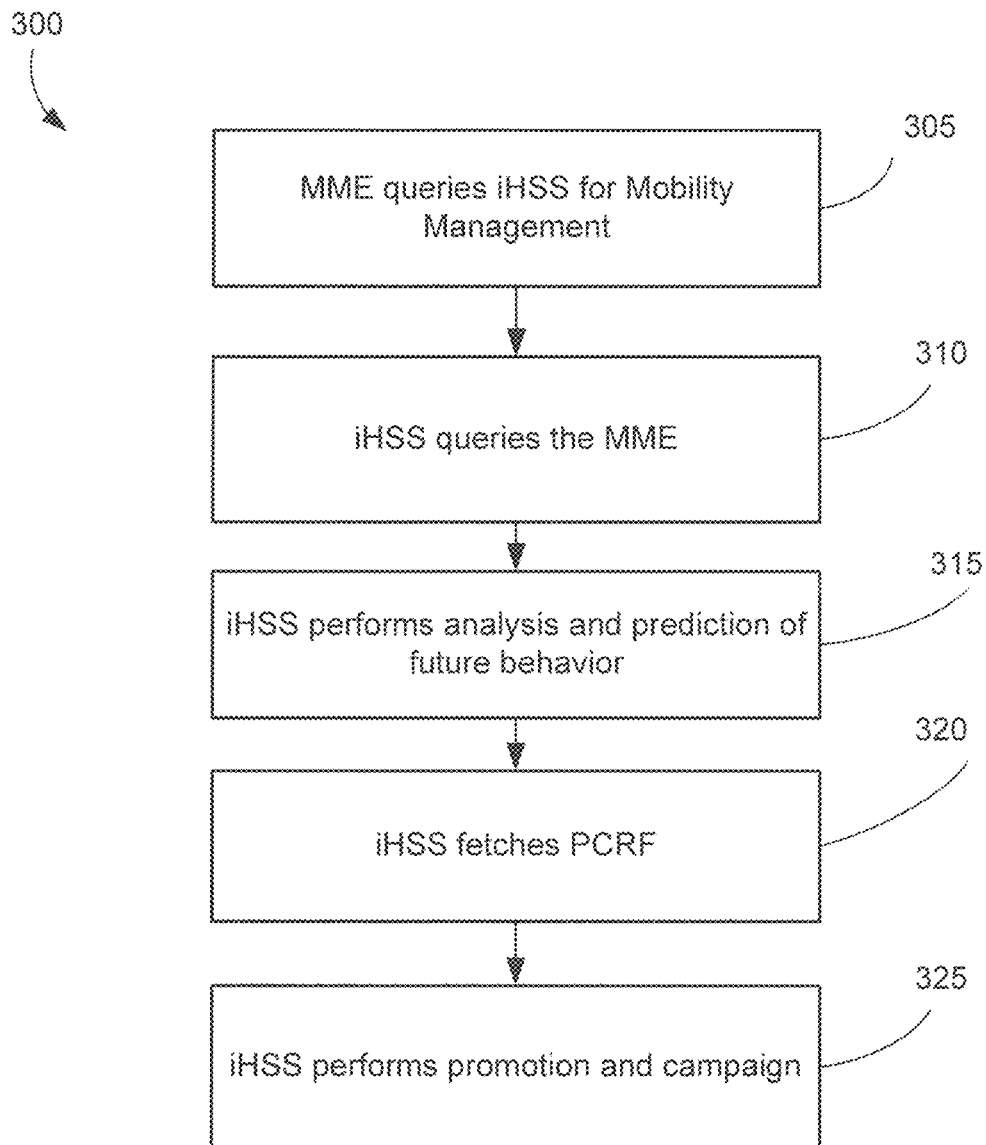 300
305
MME queries iHSS for Mobility
Management
310
iHSS queries the MME
315
iHSS performs analysis and prediction of
future behavior
320
iHSS fetches PCRF
325
iHSS performs promotion and campaign